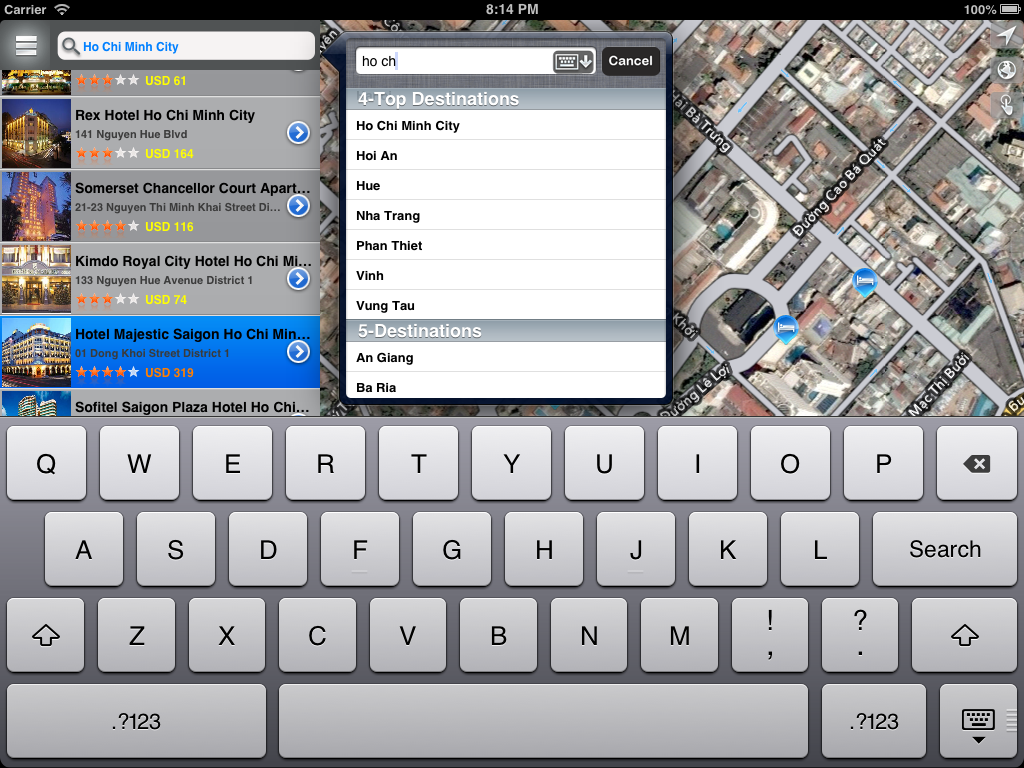 Carrier
8:14 PM
100%
Ho Chi Minh City
USD 61
Rex Hotel Ho Chi Minh City
141 Nguyen Hue Blvd
USD 164
Somerset Chancellor Court Apart...
21-23 Nguyen Thi Minh Khai Street Di...
USD 116
Kimdo Royal City Hotel Ho Chi Mi...
133 Nguyen Hue Avenue District 1
USD 74
Hotel Majestic Saigon Ho Chi Min...
01 Dong Khoi Street District 1
USD 319
Sofitel Saigon Plaza Hotel Ho Chi...
ho ch
Cancel
4-Top Destinations
Ho Chi Minh City
Hoi An
Hue
Nha Trang
Phan Thiet
Vinh
Vung Tau
5-Destinations
An Giang
Ba Ria
Hai Bà Trưng
Đường Cao Bá Quát
Khởi
Đường Lê Lợi
Mạc Thị Bưởi
Q W E R T Y U I O P
A S D F G H J K L Search
Z X C V B N M ! , ? .
.?123 .?123